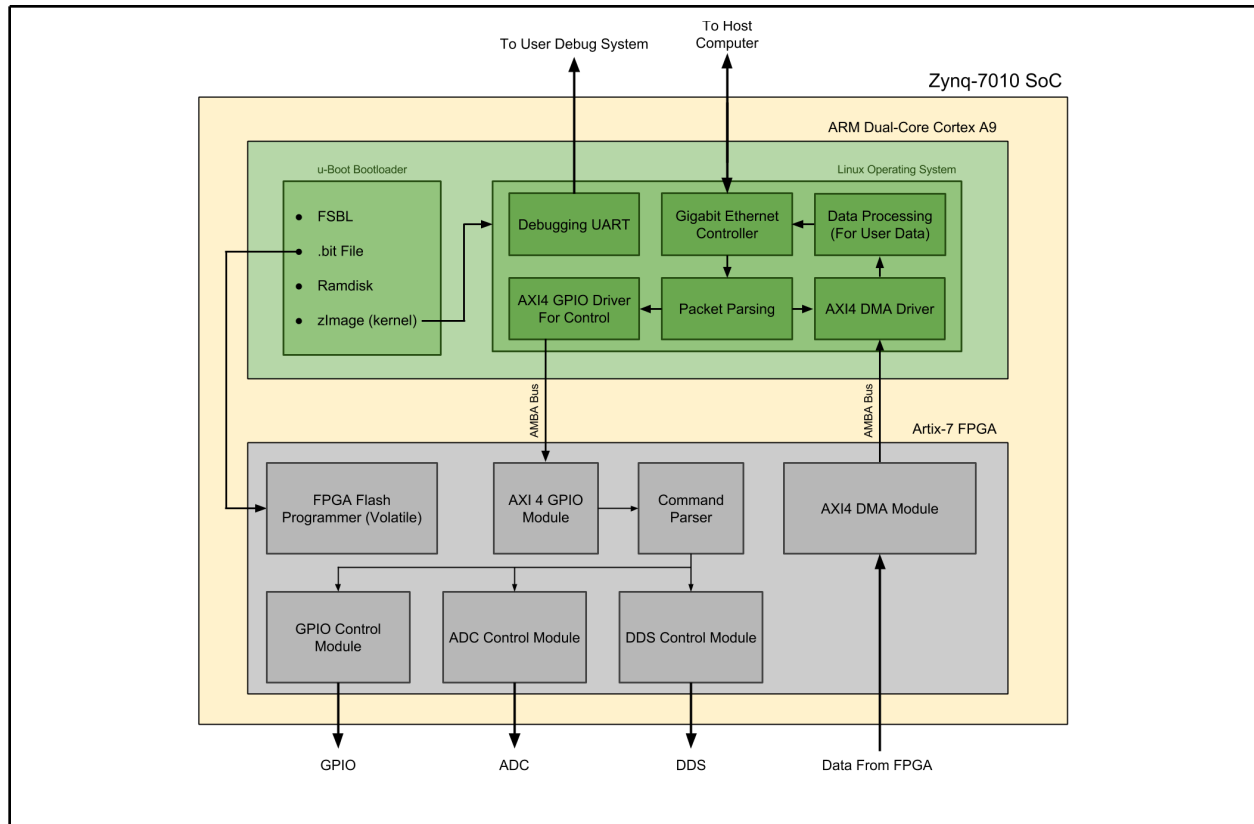 To User Debug System
To Host
Computer
Zynq-7010 SoC
ARM Dual-Core Cortex A9
u-Boot Bootloader
FSBL
.bit File
Ramdisk
zImage (kernel)
Linux Operating System
Debugging UART
Gigabit Ethernet
Controller
Data Processing
(For User Data)
AXI4 GPIO Driver
For Control
Packet Parsing
AXI4 DMA Driver
AMBA Bus
AMBA Bus
Artix-7 FPGA
FPGA Flash
Programmer (Volatile)
AXI 4 GPIO
Module
Command
Parser
AXI4 DMA Module
GPIO Control
Module
ADC Control Module
DDS Control Module
GPIO
ADC
DDS
Data From FPGA